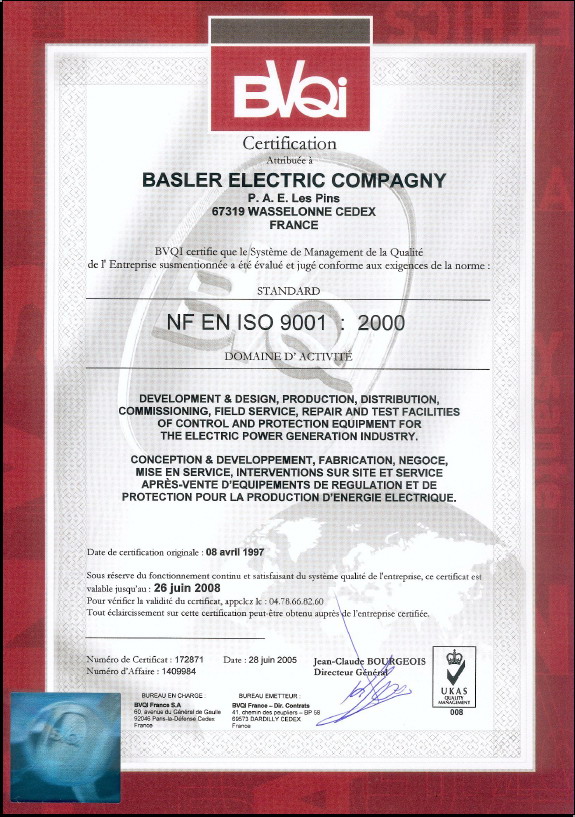 BVQi
Certification
Attribuée à
BASLER ELECTRIC COMPAGNY
P. A. E. Les Pins
67319 WASSELONNE CEDEX
FRANCE
BVQI certifie que le Système de Management de la Qualité
de l' Entreprise susmentionnée a été évalué et jugé conforme aux exigences de la norme :
STANDARD
NF EN ISO 9001 : 2000
DOMAINE D' ACTIVITÉ
DEVELOPMENT & DESIGN, PRODUCTION, DISTRIBUTION,
COMMISSIONING, FIELD SERVICE, REPAIR AND TEST FACILITIES
OF CONTROL AND PROTECTION EQUIPMENT FOR
THE ELECTRIC POWER GENERATION INDUSTRY.
CONCEPTION & DEVELOPPEMENT, FABRICATION, NEGOCE,
MISE EN SERVICE, INTERVENTIONS SUR SITE ET SERVICE
APRÈS-VENTE D'EQUIPEMENTS DE REGULATION ET DE
PROTECTION POUR LA PRODUCTION D'ENERGIE ELECTRIQUE.
Date de certification originale : 08 avril 1997
Sous réserve du fonctionnement continu et satisfaisant du système qualité de l'entreprise, ce certificat est
valable jusqu'au : 26 juin 2008
Pour vérifier la validité du certificat, appelez le : 04.78.66.82.60
Tout éclaircissement sur cette certification peut-être obtenu auprès de l'entreprise certifiée.
Numéro de Certificat : 172871 Date : 28 juin 2005
Numéro d'Affaire : 1409984
Jean-Claude BOURGEOIS
Directeur Général
UKAS
QUALITY
MANAGEMENT
008
BUREAU EN CHARGE :
BVQI France S.A
60, avenue du Général de Gaulle
92046 Paris-la-Défense Cedex
France
BUREAU EMETTEUR :
BVQI France – Dir. Contrats
41, chemin des peupliers – BP 58
69573 DARDILLY CEDEX
France